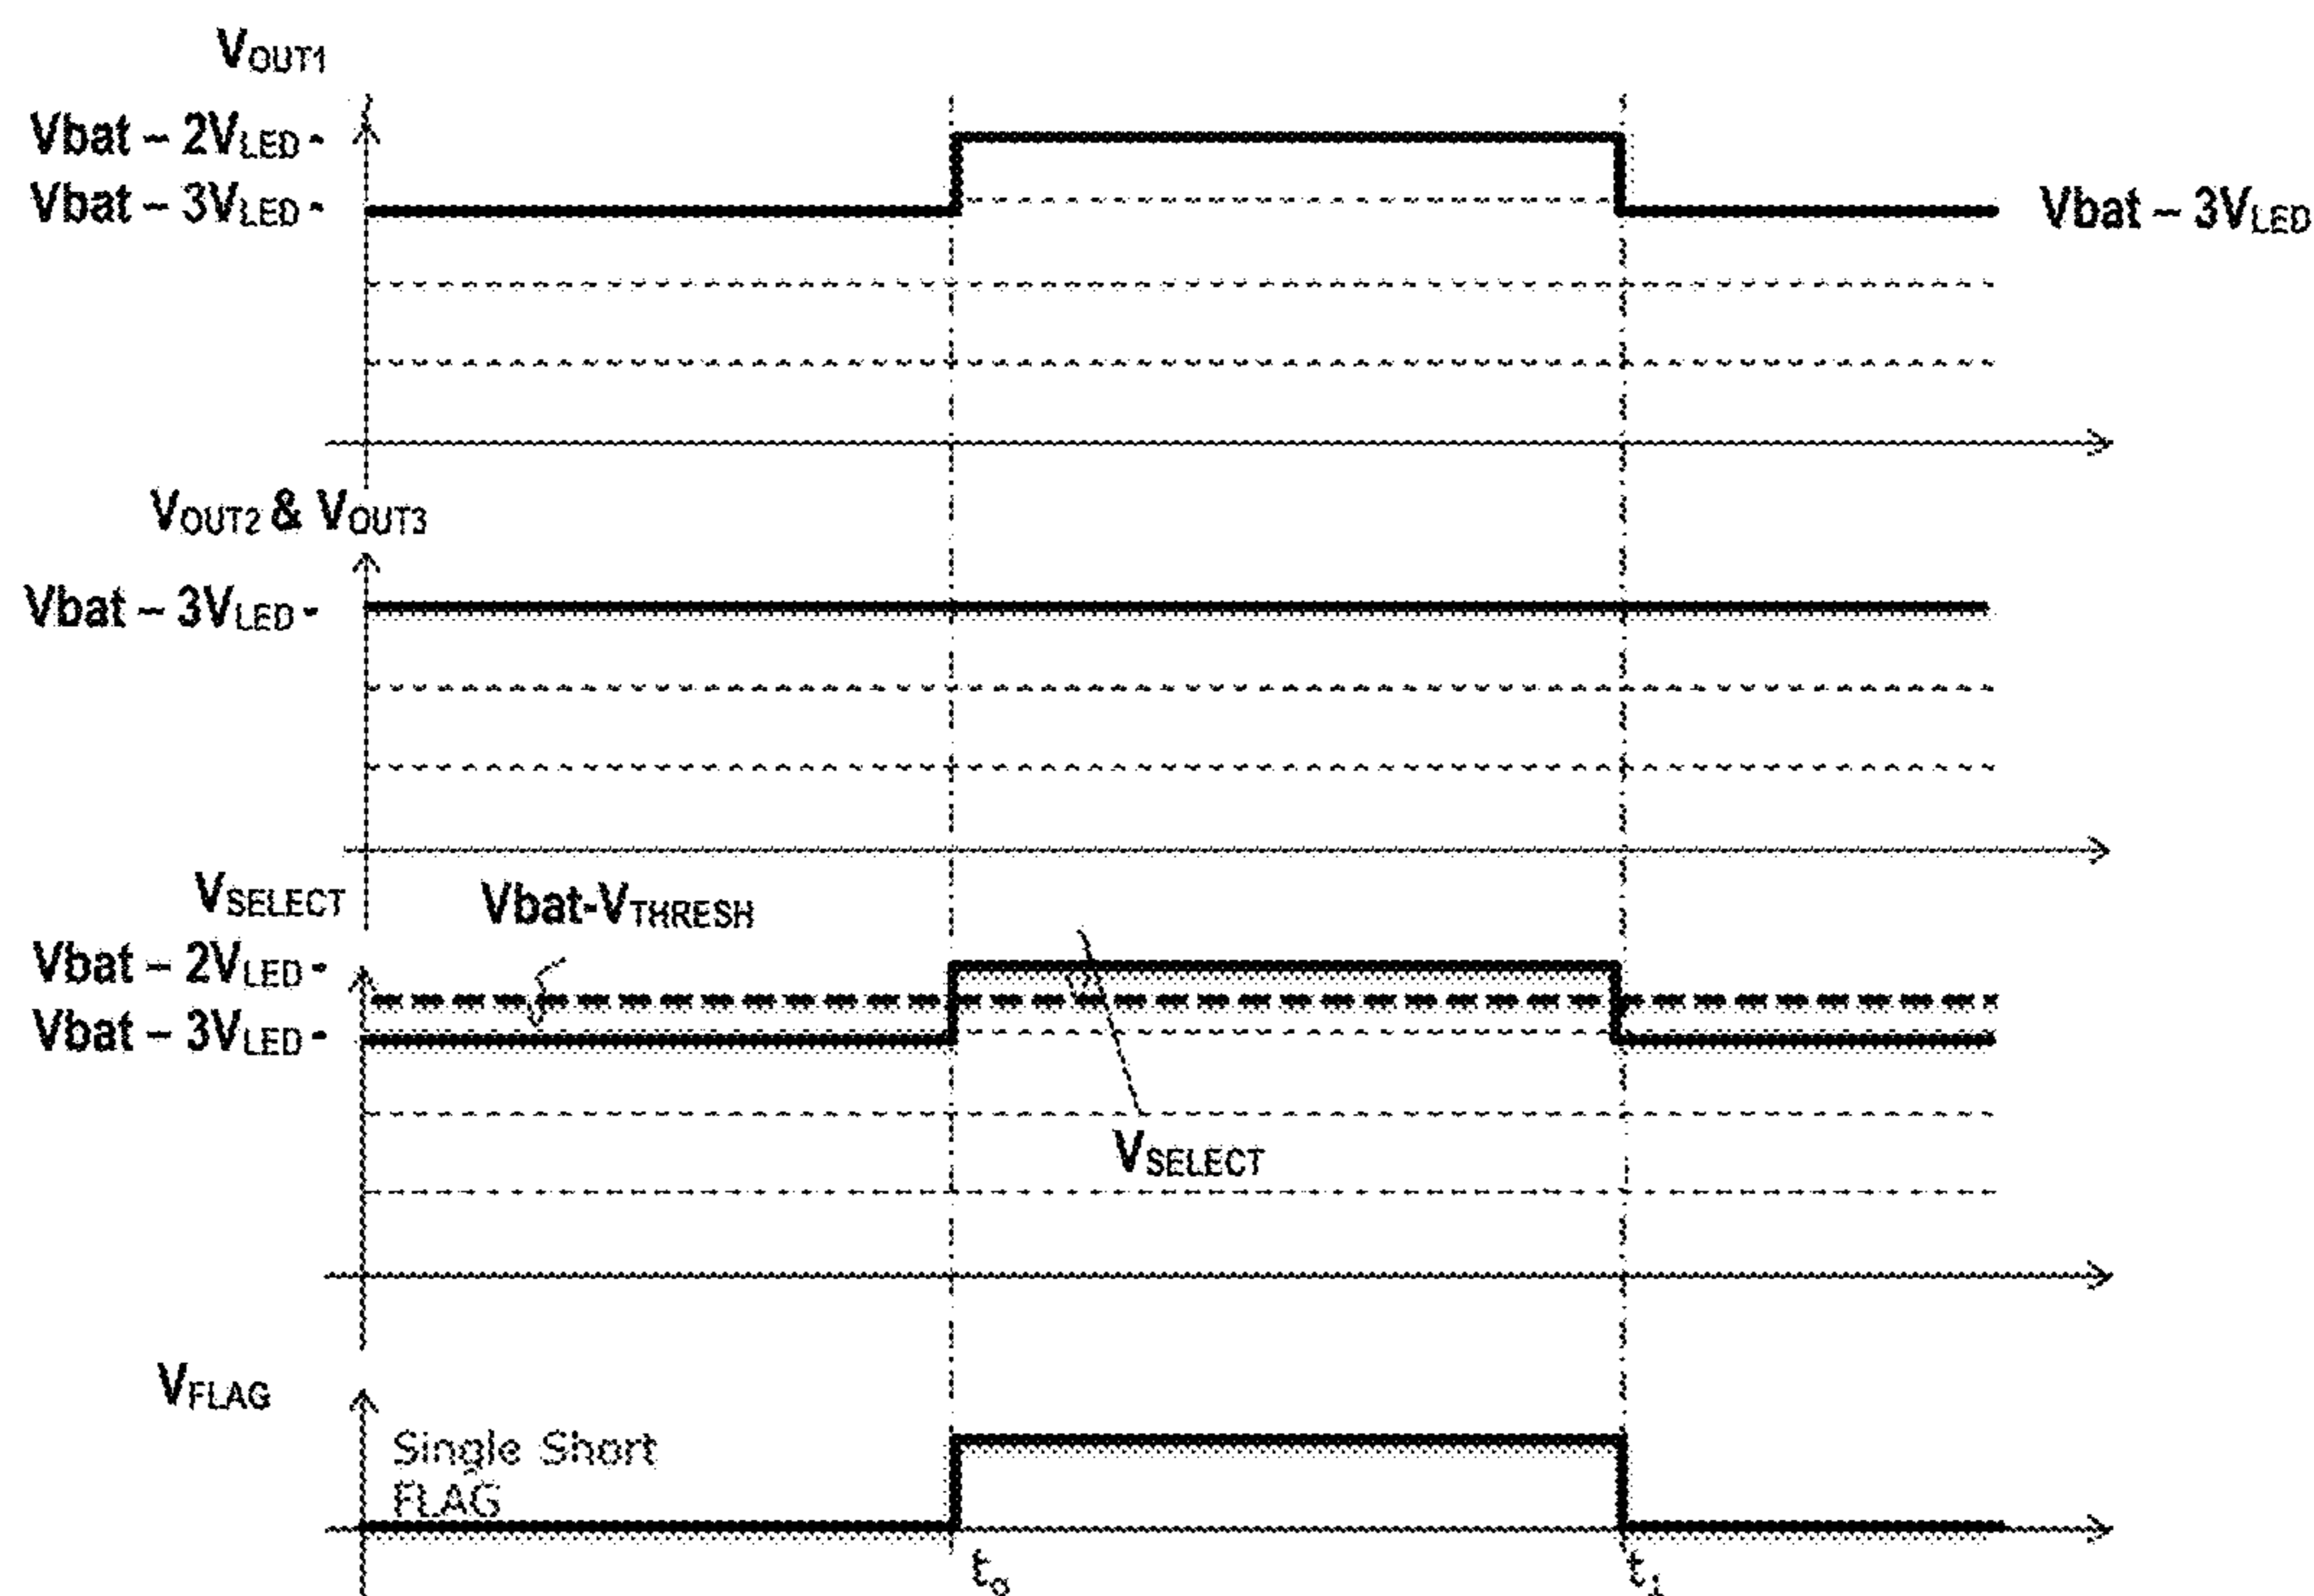 VOUT1
Vbat – 2VLED -
Vbat – 3VLED -
Vbat – 3VLED
VOUT2 & VOUT3
Vbat – 3VLED -
VSELECT
Vbat-VTHRESH
Vbat – 2VLED -
Vbat – 3VLED -
VSELECT
VFLAG
Single Short
FLAG
t0
t1